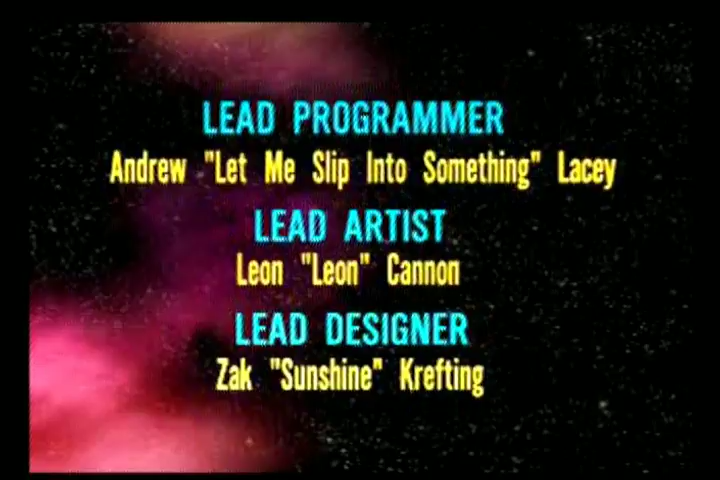 LEAD PROGRAMMER
Andrew "Let Me Slip Into Something" Lacey
LEAD ARTIST
Leon "Leon" Cannon
LEAD DESIGNER
Zak "Sunshine" Krefting